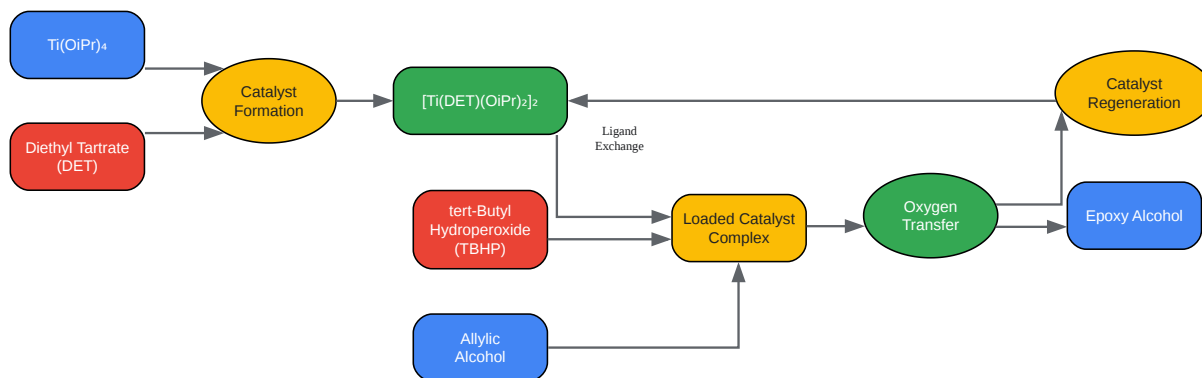 Ti(OiPr)₄
Diethyl Tartrate
(DET)
Catalyst
Formation
[Ti(DET)(OiPr)₂]₂
Ligand
Exchange
tert-Butyl
Hydroperoxide
(TBHP)
Allylic
Alcohol
Loaded Catalyst
Complex
Oxygen
Transfer
Catalyst
Regeneration
Epoxy Alcohol